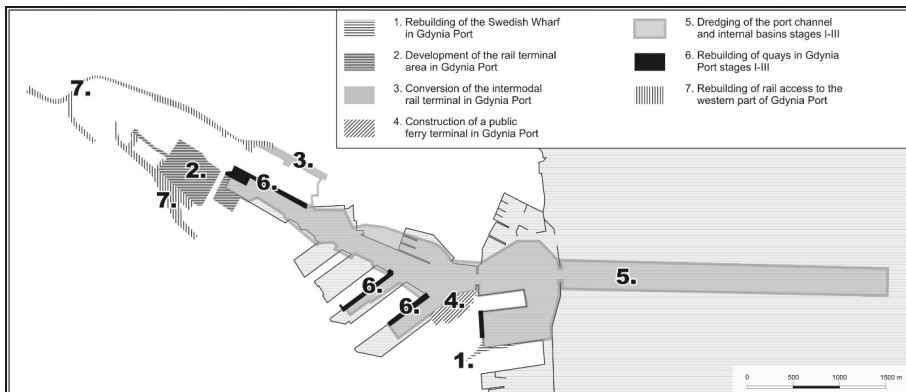 1. Rebuilding of the Swedish Wharf
in Gdynia Port
2. Development of the rail terminal
area in Gdynia Port
3. Conversion of the intermodal
rail terminal in Gdynia Port
4. Construction of a public
ferry terminal in Gdynia Port
5. Dredging of the port channel
and internal basins stages I-III
6. Rebuilding of quays in Gdynia
Port stages I-III
7. Rebuilding of rail access to the
western part of Gdynia Port
7.
3.
2.
6.
7.
6.
6.
4.
5.
1.
0 500 1000 1500 m